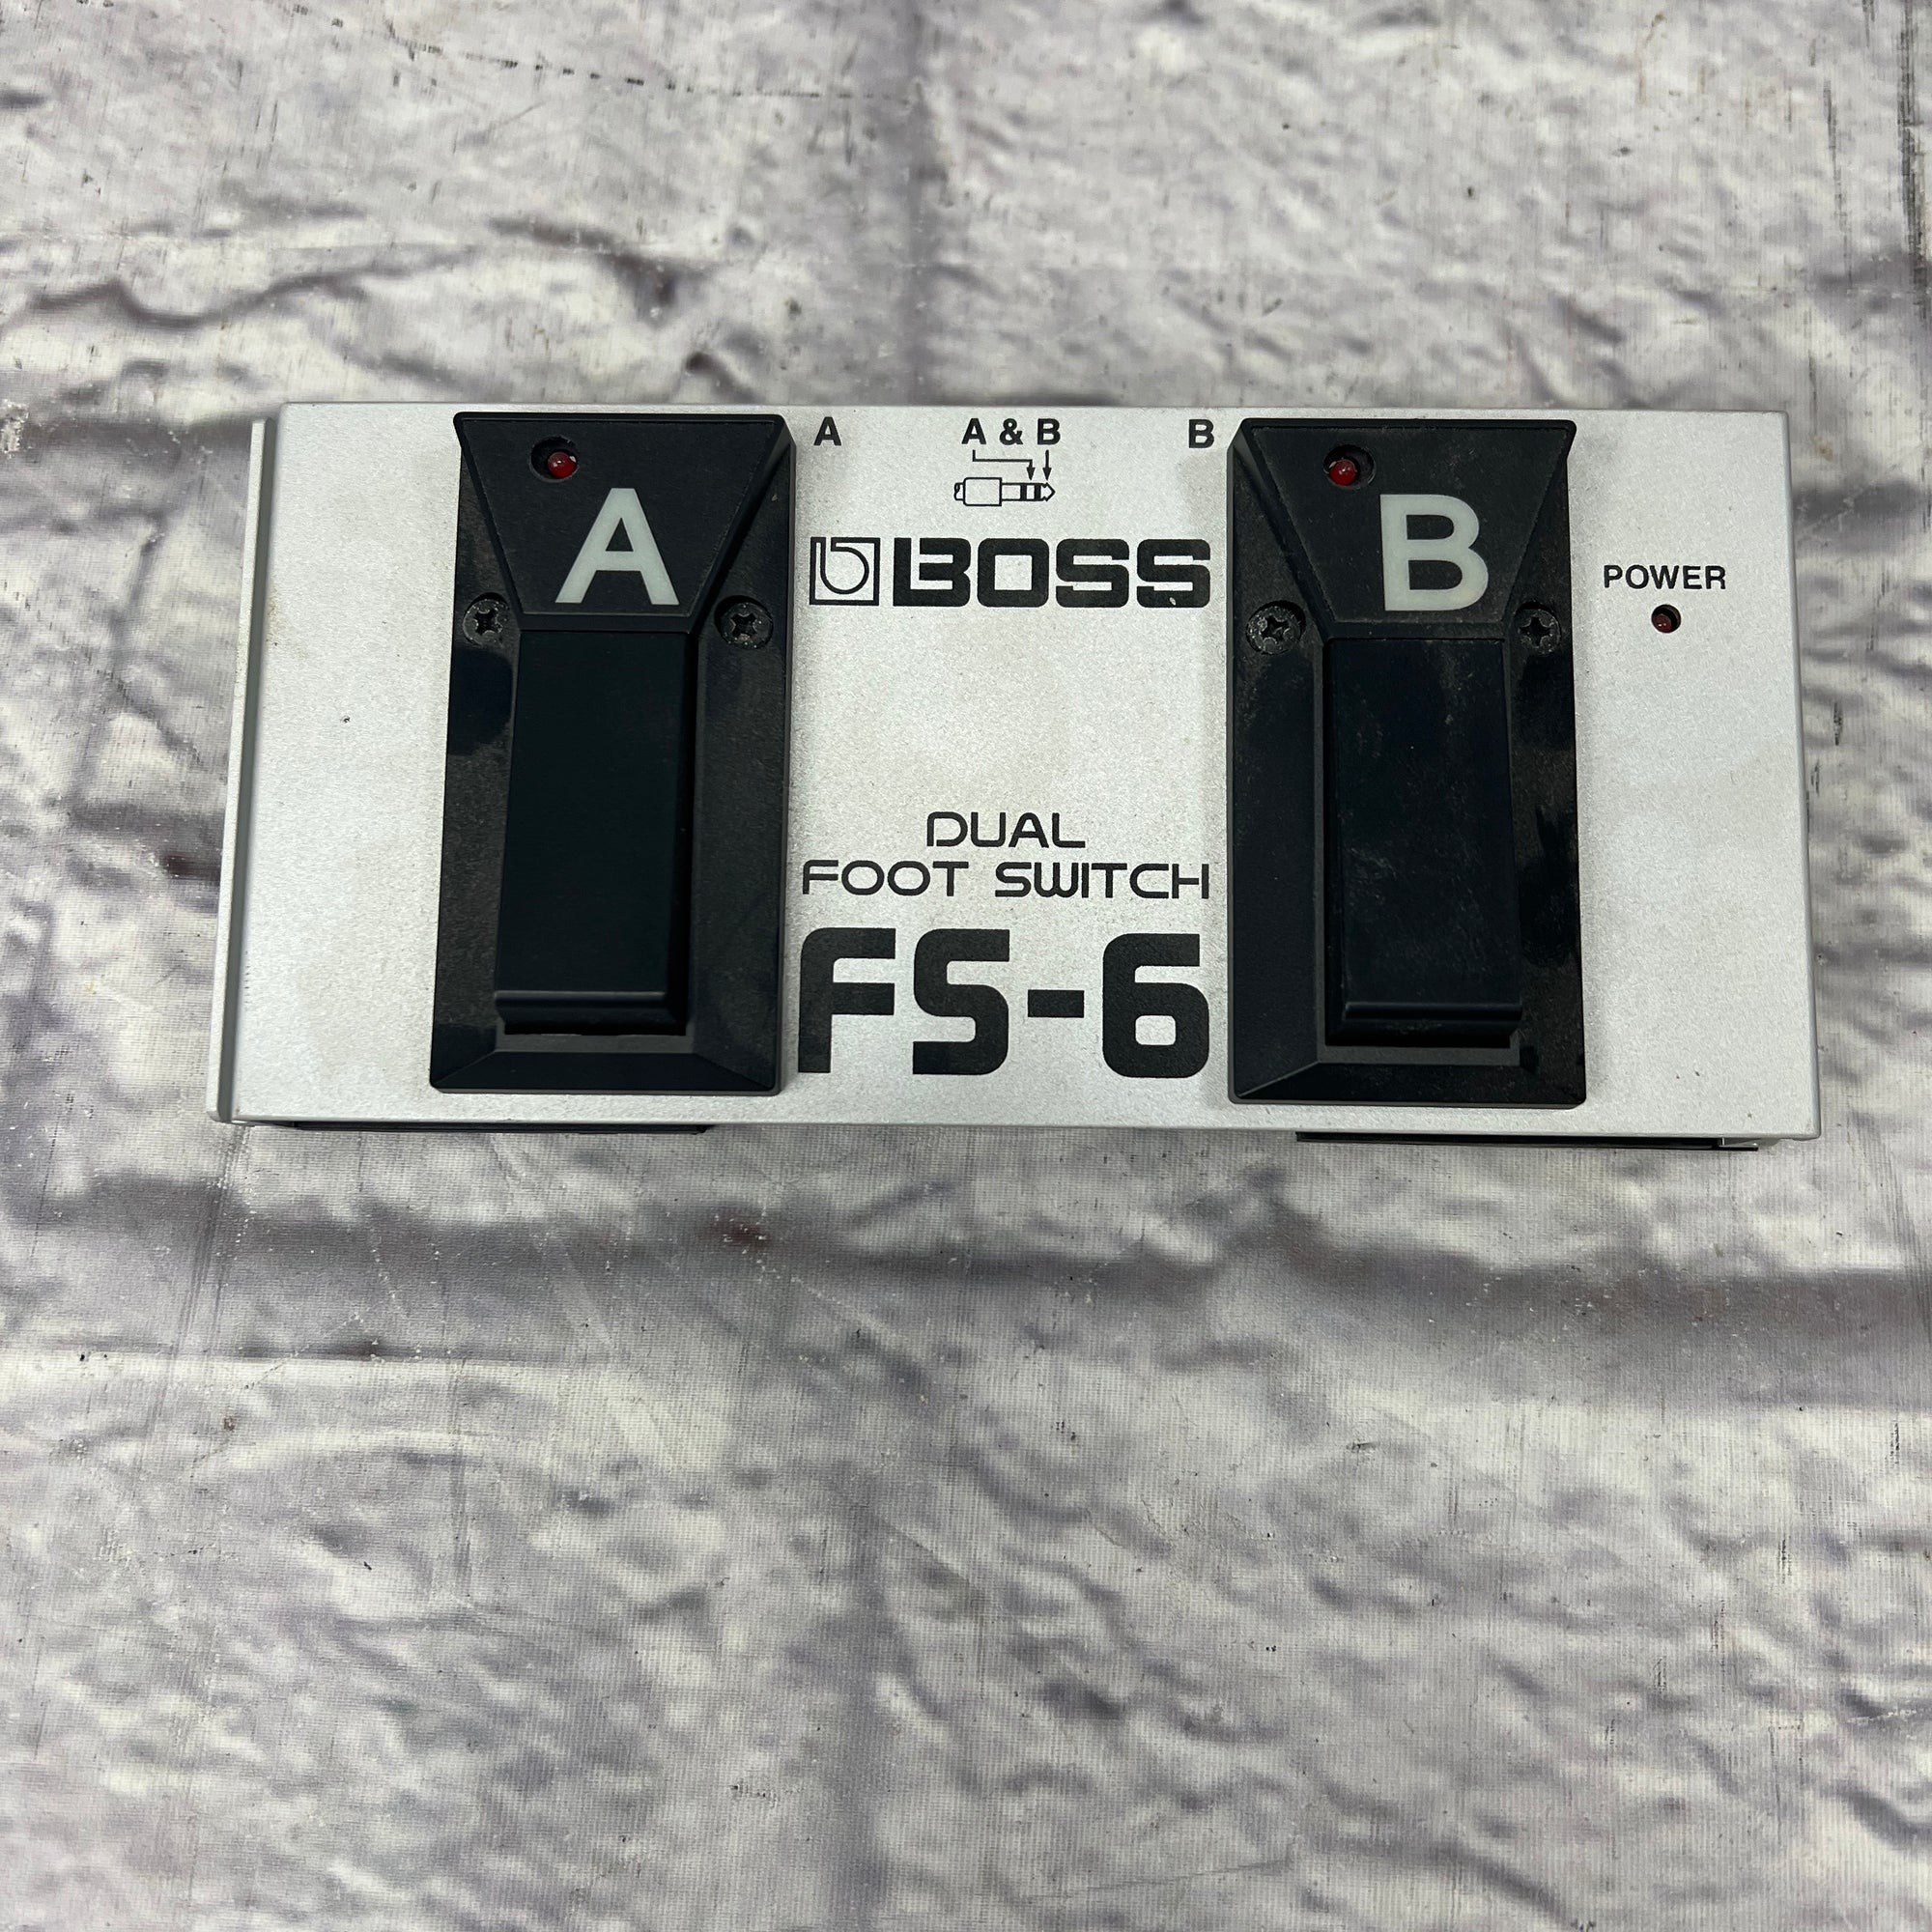 A A & B B
A
B
BOSS
POWER
DUAL
FOOT SWITCH
FS-6